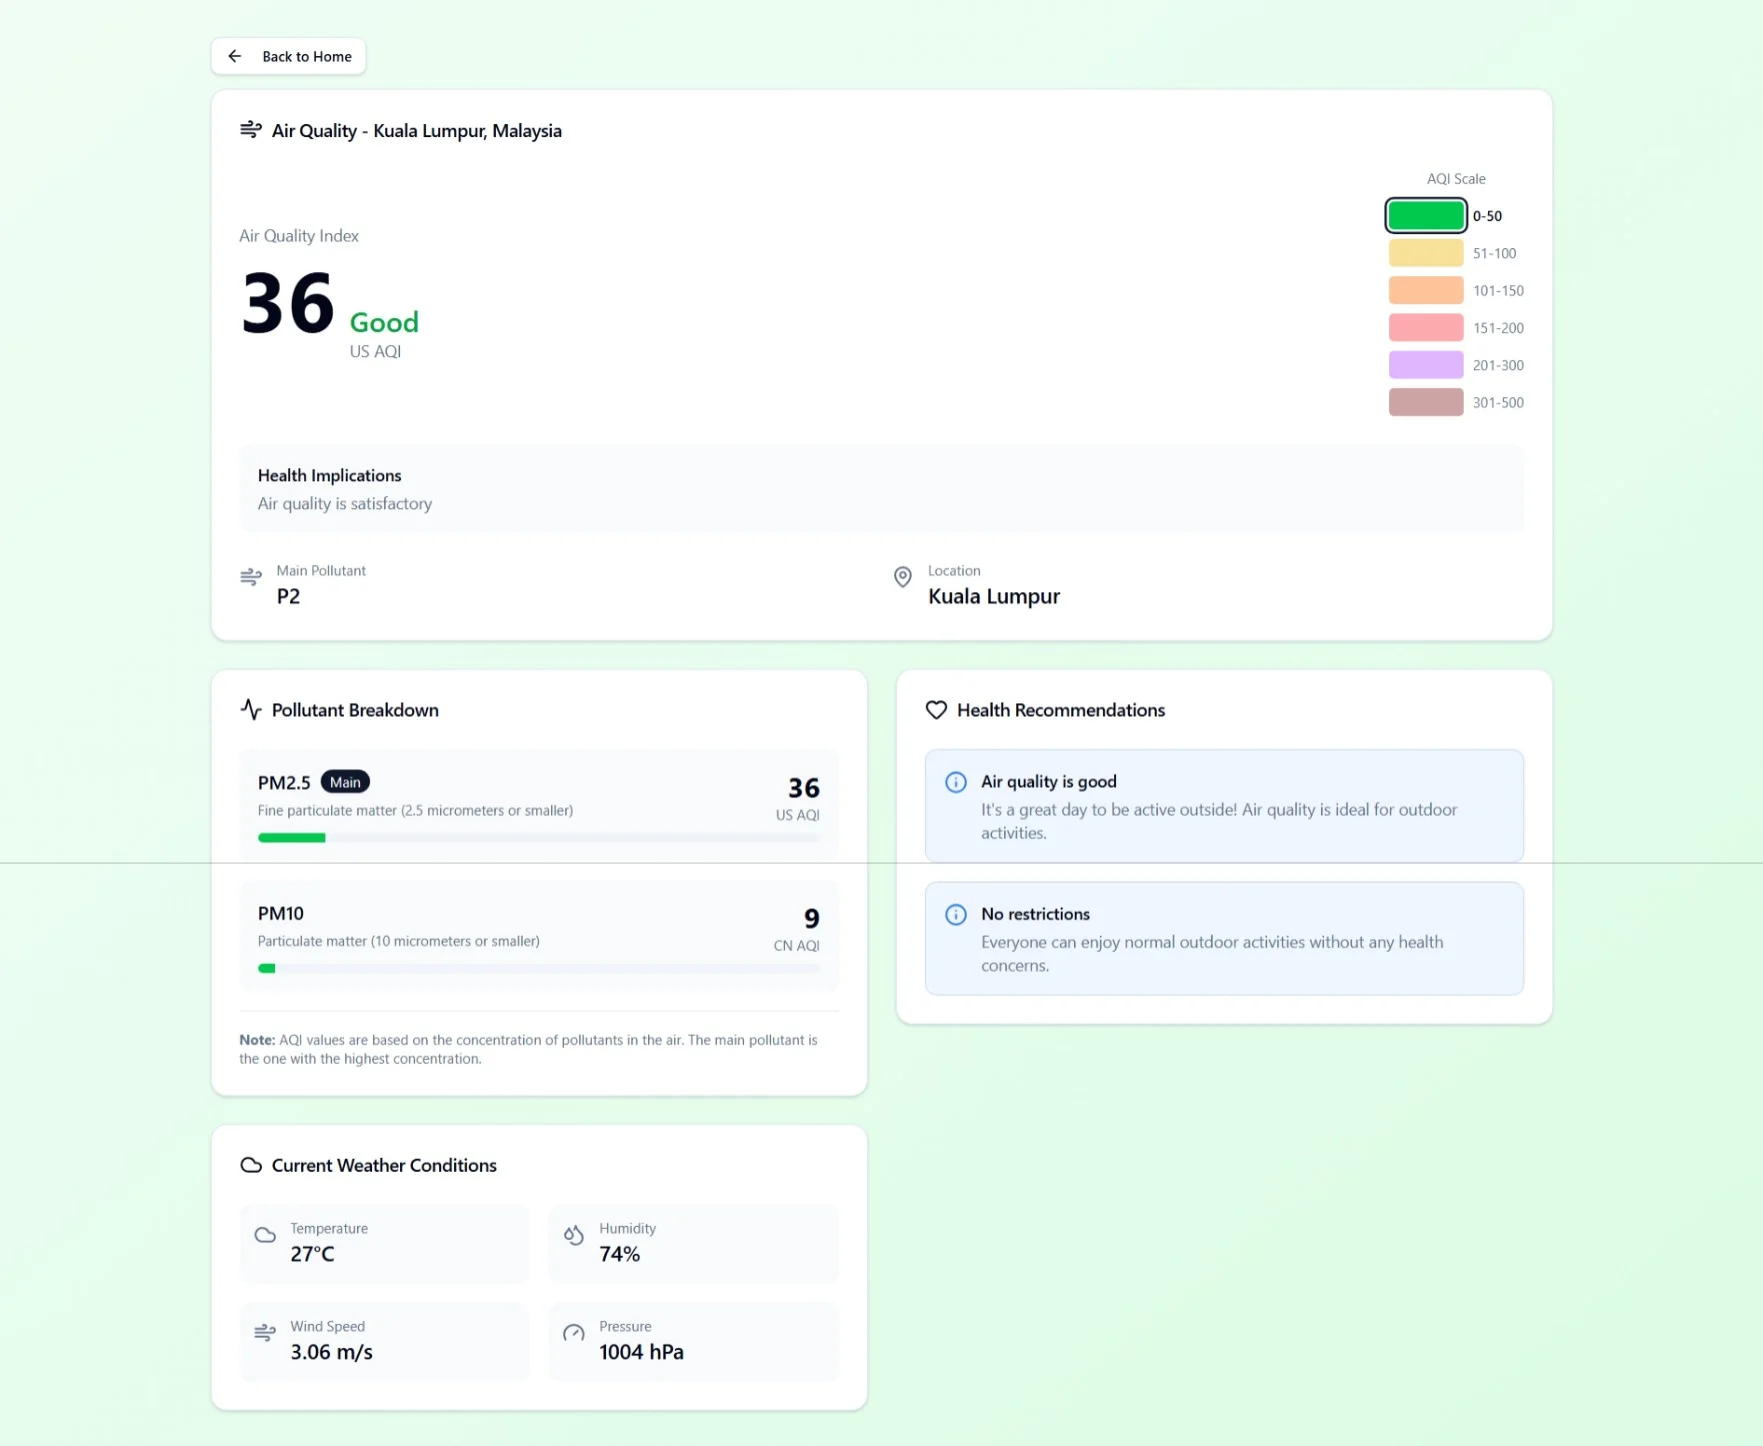 Back to Home
Air Quality - Kuala Lumpur, Malaysia
AQI Scale
0-50
51-100
101-150
151-200
201-300
301-500
Air Quality Index
36
Good
US AQI
Health Implications
Air quality is satisfactory
Main Pollutant
P2
Location
Kuala Lumpur
Pollutant Breakdown
PM2.5
Main
36
Fine particulate matter (2.5 micrometers or smaller)
US AQI
PM10
9
Particulate matter (10 micrometers or smaller)
CN AQI
Note: AQI values are based on the concentration of pollutants in the air. The main pollutant is
the one with the highest concentration.
Health Recommendations
Air quality is good
It's a great day to be active outside! Air quality is ideal for outdoor
activities.
No restrictions
Everyone can enjoy normal outdoor activities without any health
concerns.
Current Weather Conditions
Temperature
27°C
Humidity
74%
Wind Speed
3.06 m/s
Pressure
1004 hPa